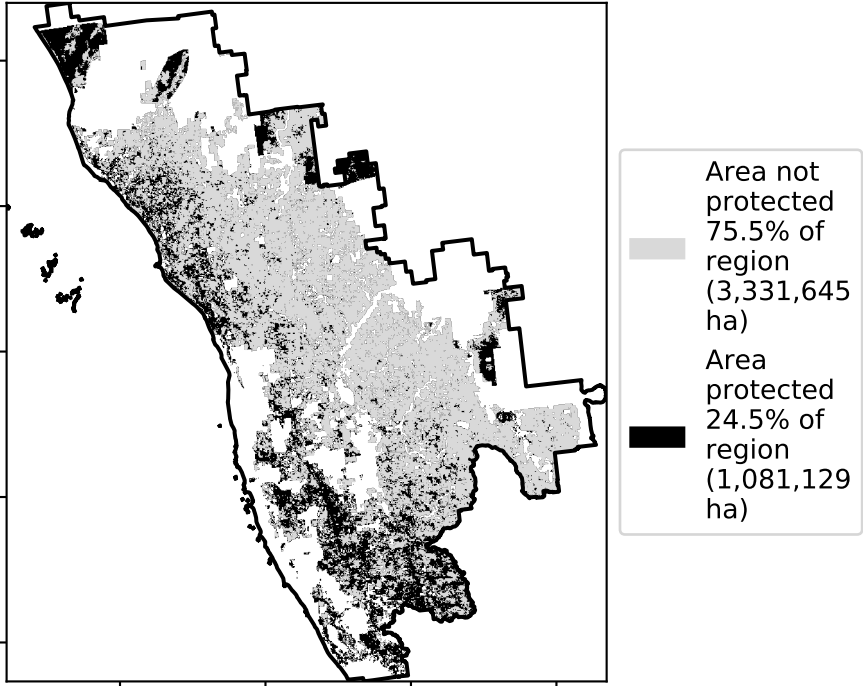 Area not
protected
75.5% of
region
(3,331,645
ha)
Area
protected
24.5% of
region
(1,081,129
ha)